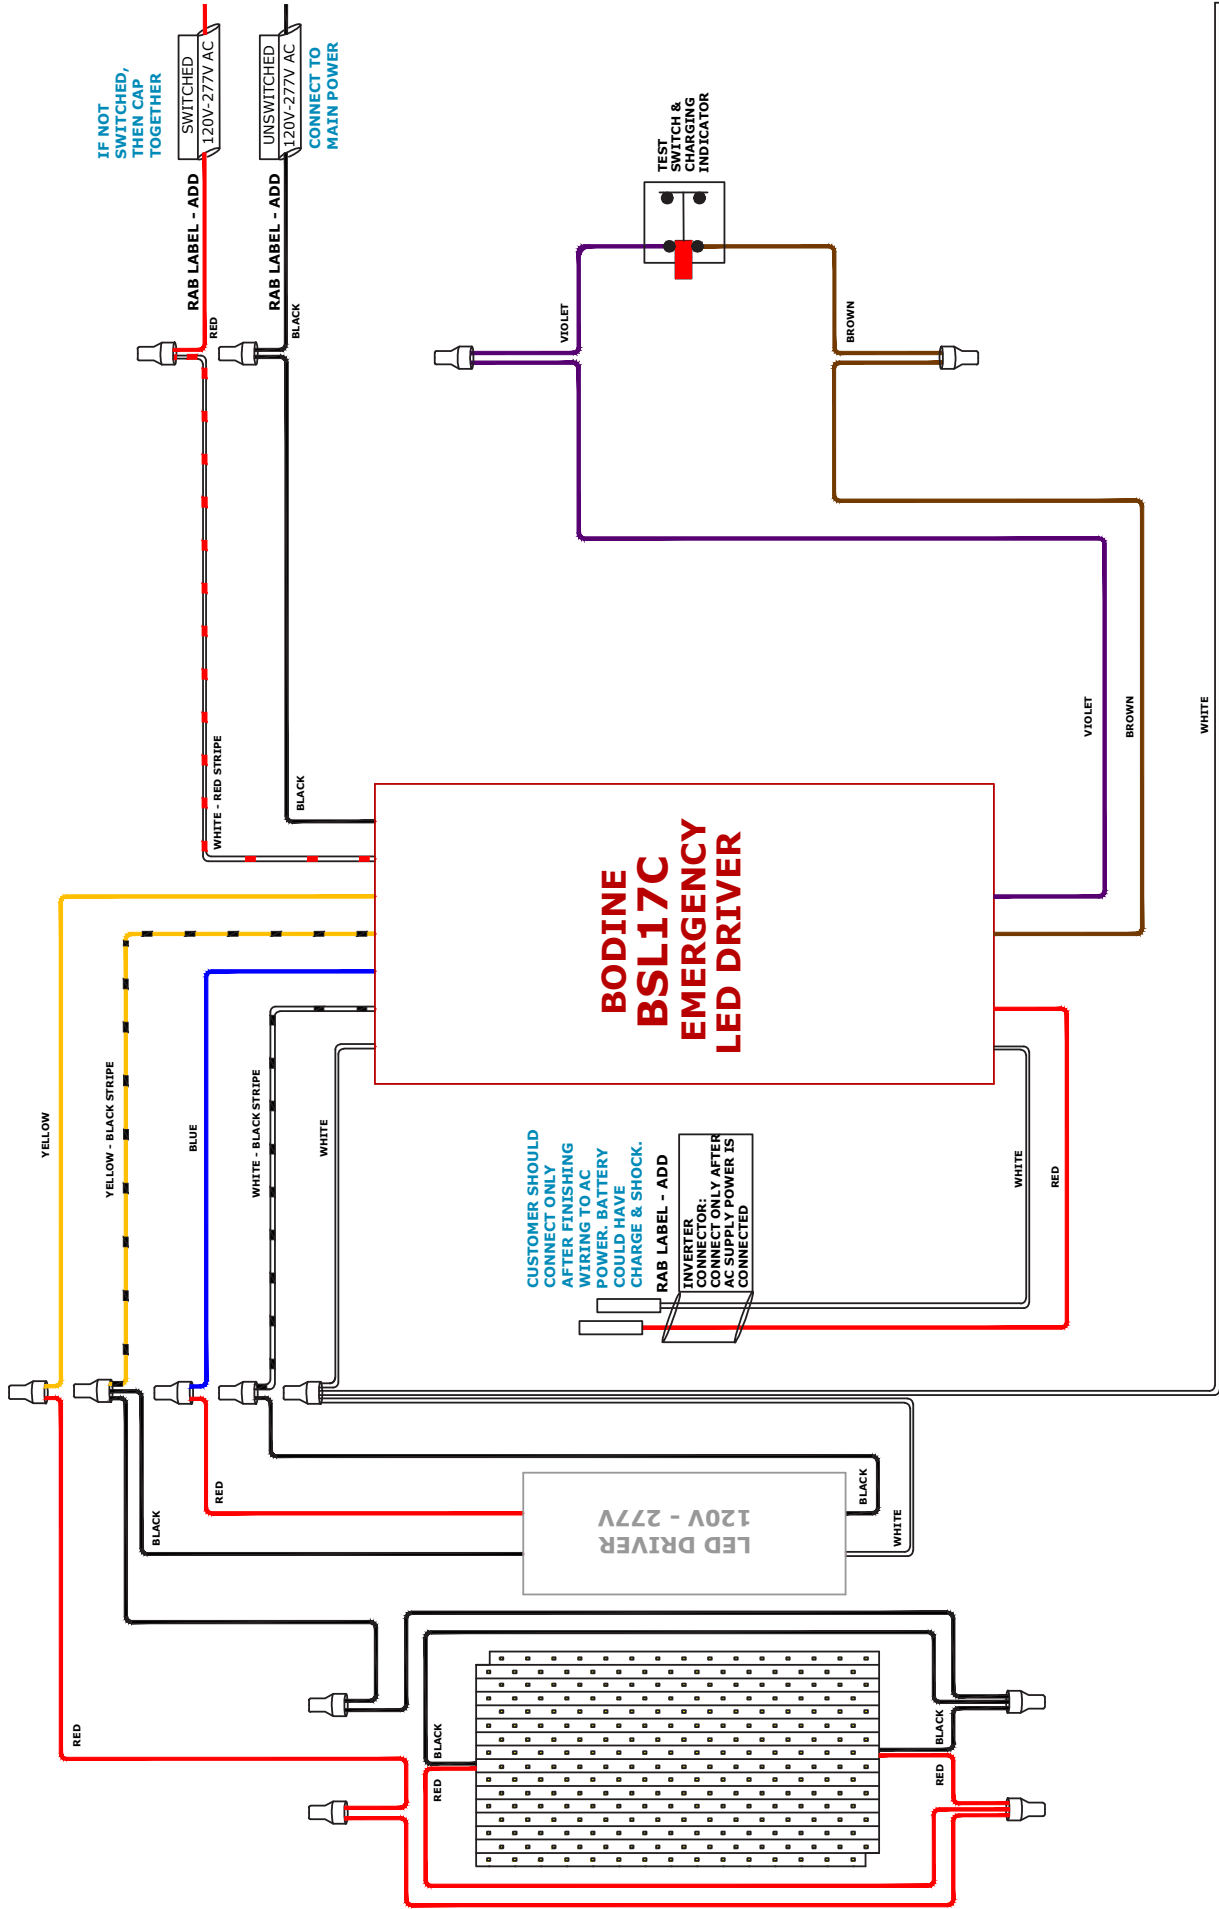 IF NOT
SWITCHED,
THEN CAP
TOGETHER
SWITCHED
120V-277V AC
UNSWITCHED
120V-277V AC
CONNECT TO
MAIN POWER
RAB LABEL - ADD
RAB LABEL - ADD
RED
BLACK
TEST
SWITCH &
CHARGING
INDICATOR
VIOLET
BROWN
WHITE - RED STRIPE
BLACK
VIOLET
BROWN
WHITE
BODINE
BSL17C
EMERGENCY
LED DRIVER
YELLOW
YELLOW - BLACK STRIPE
BLUE
WHITE - BLACK STRIPE
WHITE
CUSTOMER SHOULD
CONNECT ONLY
AFTER FINISHING
WIRING TO AC
POWER. BATTERY
COULD HAVE
CHARGE & SHOCK.
RAB LABEL - ADD
INVERTER
CONNECTOR:
CONNECT ONLY AFTER
AC SUPPLY POWER IS
CONNECTED
WHITE
RED
RED
BLACK
BLACK
WHITE
LED DRIVER
120V - 277V
RED
BLACK
RED
BLACK
RED